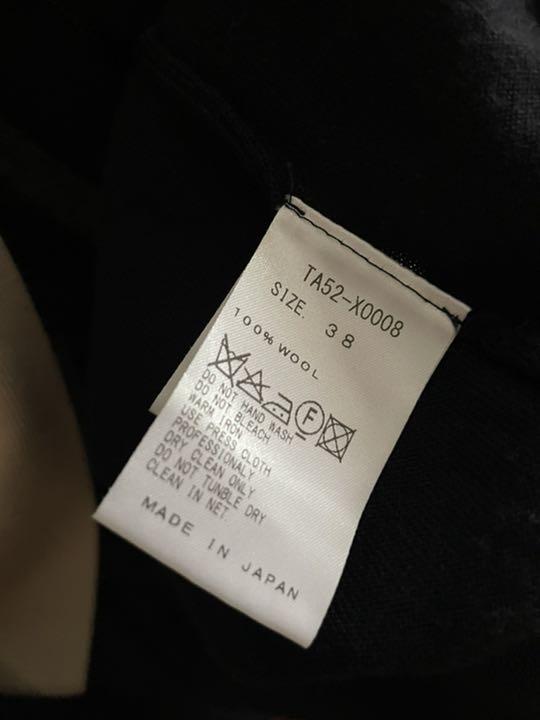 TA52-X0008
SIZE. 38
100% WOOL
F
DO NOT HAND WASH
DO NOT BLEACH
WARM IRON
USE PRESS CLOTH
PROFESSIONALY
DRY CLEAN ONLY
DO NOT TUNBLE DRY
CLEAN IN NET.
MADE IN JAPAN